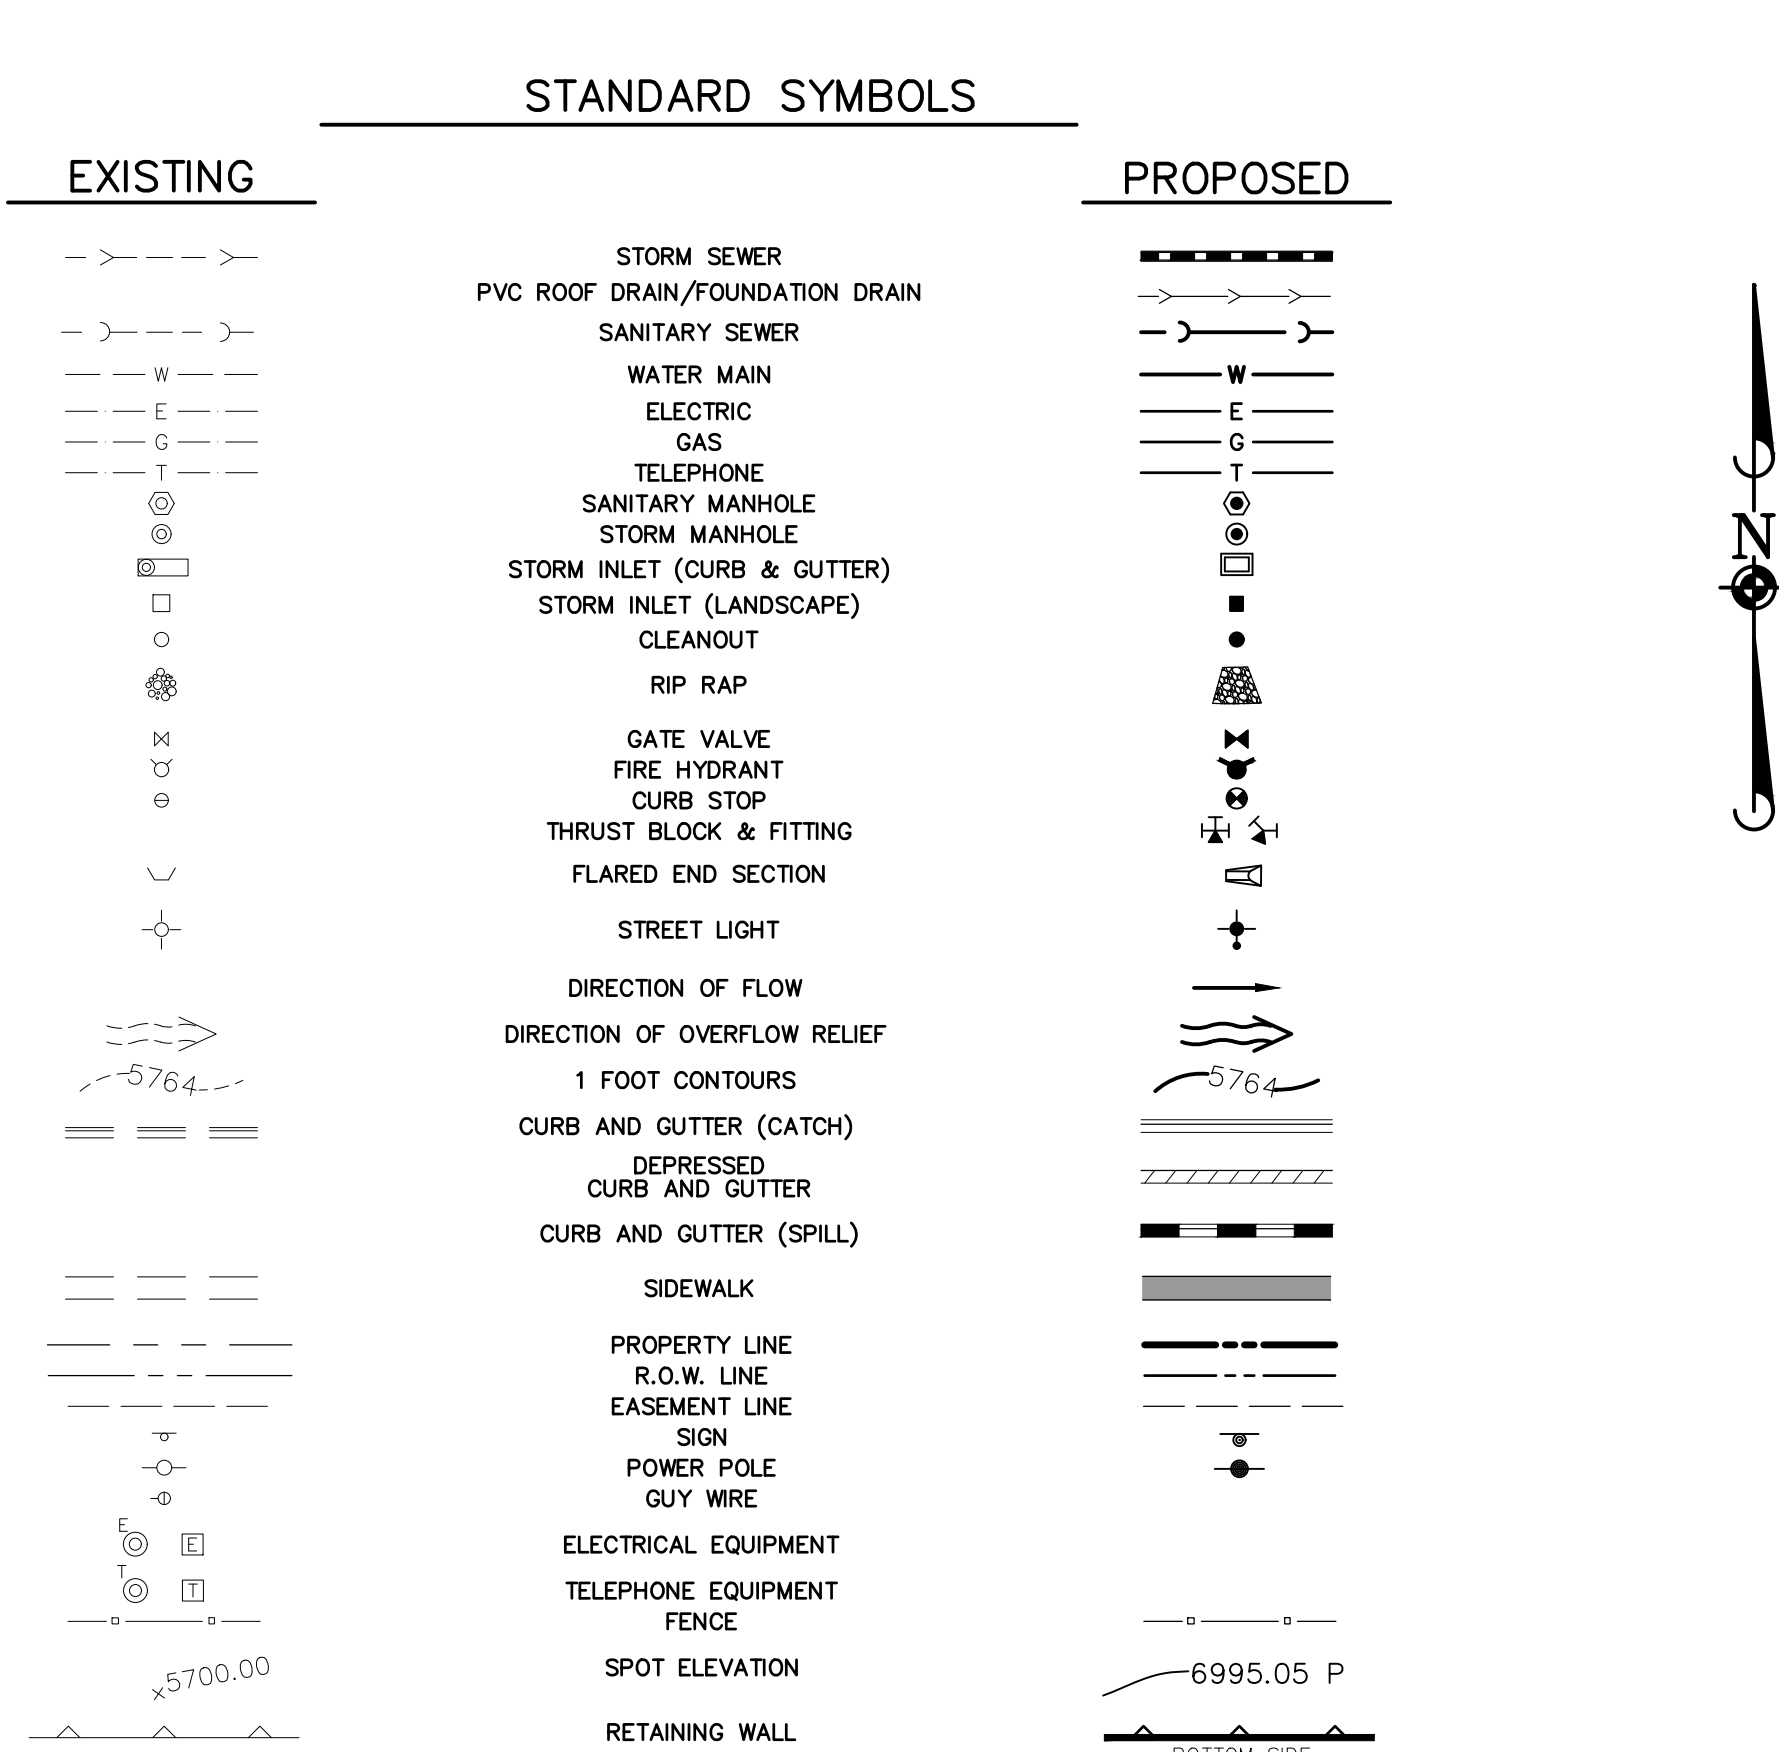 STANDARD SYMBOLS
EXISTING PROPOSED
STORM SEWER
PVC ROOF DRAIN/FOUNDATION DRAIN
SANITARY SEWER
W WATER MAIN W
E ELECTRIC E
G GAS G
T TELEPHONE T
SANITARY MANHOLE
STORM MANHOLE
N
STORM INLET (CURB & GUTTER)
STORM INLET (LANDSCAPE)
CLEANOUT
RIP RAP
GATE VALVE
FIRE HYDRANT
CURB STOP
THRUST BLOCK & FITTING
FLARED END SECTION
STREET LIGHT
DIRECTION OF FLOW
DIRECTION OF OVERFLOW RELIEF
5764 1 FOOT CONTOURS 5764
CURB AND GUTTER (CATCH)
DEPRESSED
CURB AND GUTTER
CURB AND GUTTER (SPILL)
SIDEWALK
PROPERTY LINE
R.O.W. LINE
EASEMENT LINE
SIGN
POWER POLE
GUY WIRE
E E ELECTRICAL EQUIPMENT
T T TELEPHONE EQUIPMENT
FENCE
x5700.00 SPOT ELEVATION 6995.05 P
RETAINING WALL
BOTTOM SIDE